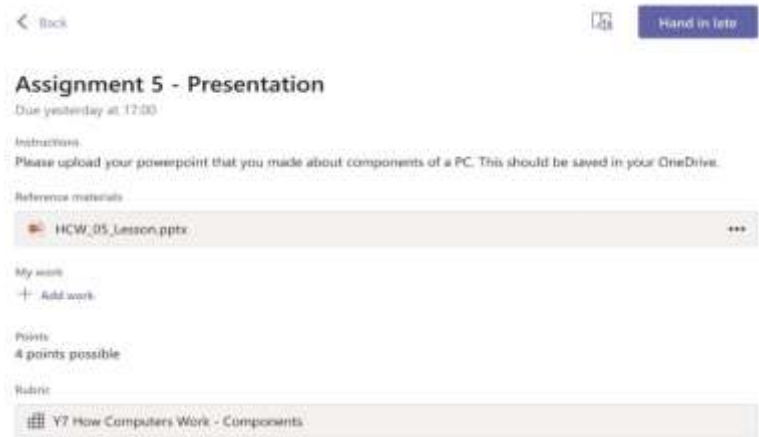 Back
Hand in late
Assignment 5 - Presentation
Due yesterday at 17:00
Instructions
Please upload your powerpoint that you made about components of a PC. This should be saved in your OneDrive.
Reference materials
HCW_05_Lesson.pptx
My work
Add work
Points
4 points possible
Rubric
Y7 How Computers Work - Components